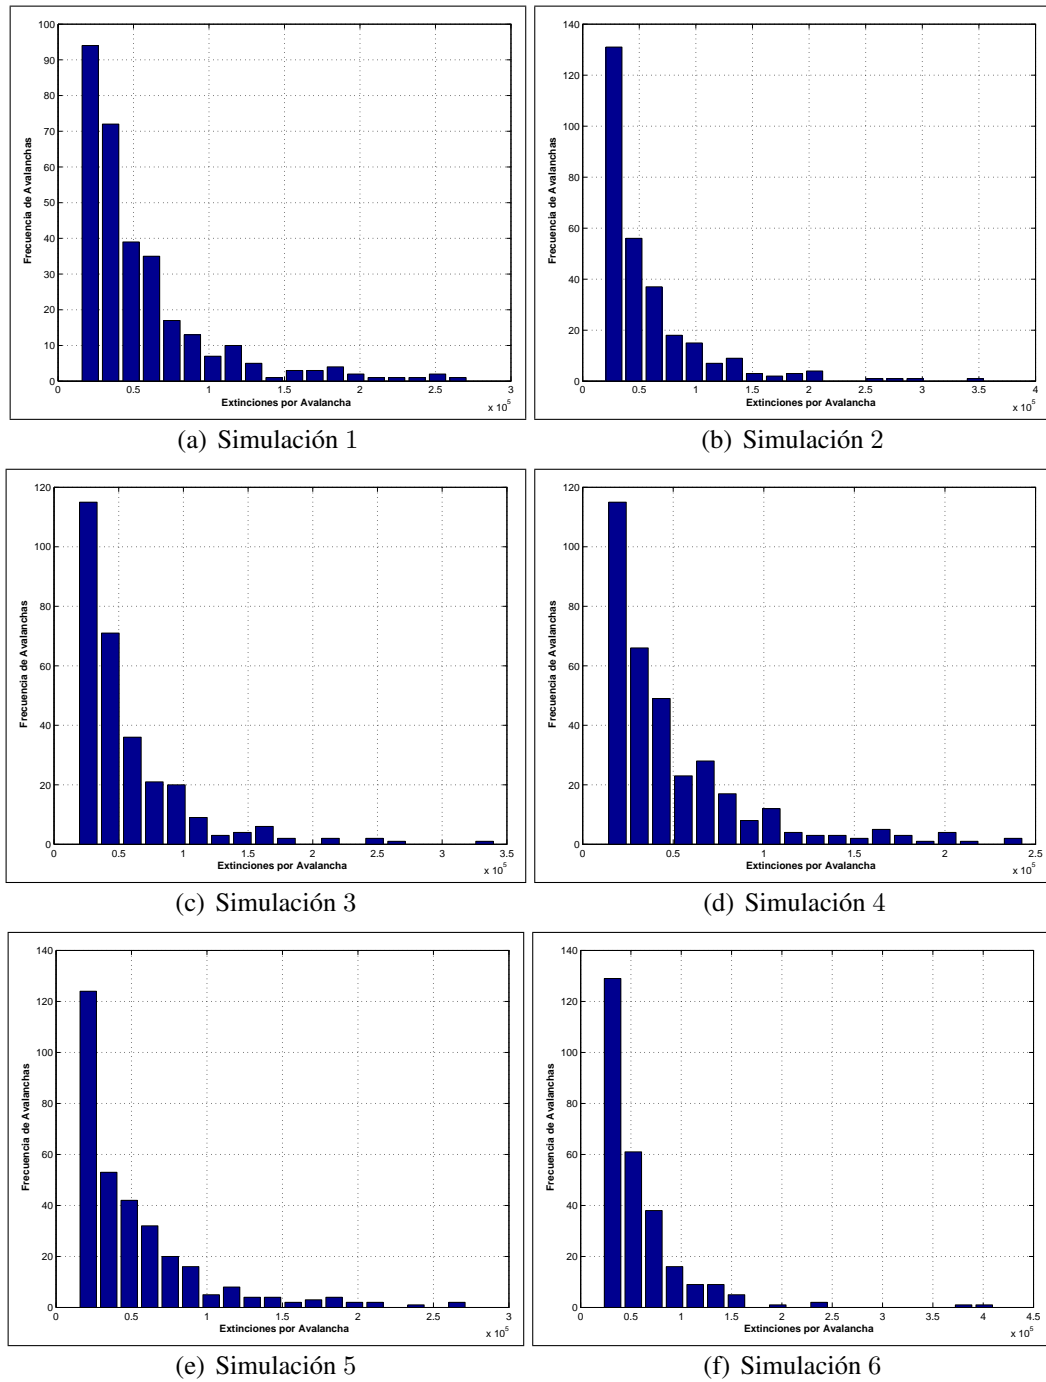 100
90
80
70
60
50
40
30
20
10
0
Frecuencia de Avalanchas
0 0.5 1 1.5 2 2.5 3
Extinciones por Avalancha
x 10^5
(a) Simulación 1
140
120
100
80
60
40
20
0
Frecuencia de Avalanchas
0 0.5 1 1.5 2 2.5 3 3.5 4
Extinciones por Avalancha
x 10^5
(b) Simulación 2
120
100
80
60
40
20
0
Frecuencia de Avalanchas
0 0.5 1 1.5 2 2.5 3 3.5
Extinciones por Avalancha
x 10^5
(c) Simulación 3
120
100
80
60
40
20
0
Frecuencia de Avalanchas
0 0.5 1 1.5 2 2.5
Extinciones por Avalancha
x 10^5
(d) Simulación 4
140
120
100
80
60
40
20
0
Frecuencia de Avalanchas
0 0.5 1 1.5 2 2.5 3
Extinciones por Avalancha
x 10^5
(e) Simulación 5
140
120
100
80
60
40
20
0
Frecuencia de Avalanchas
0 0.5 1 1.5 2 2.5 3 3.5 4 4.5
Extinciones por Avalancha
x 10^5
(f) Simulación 6